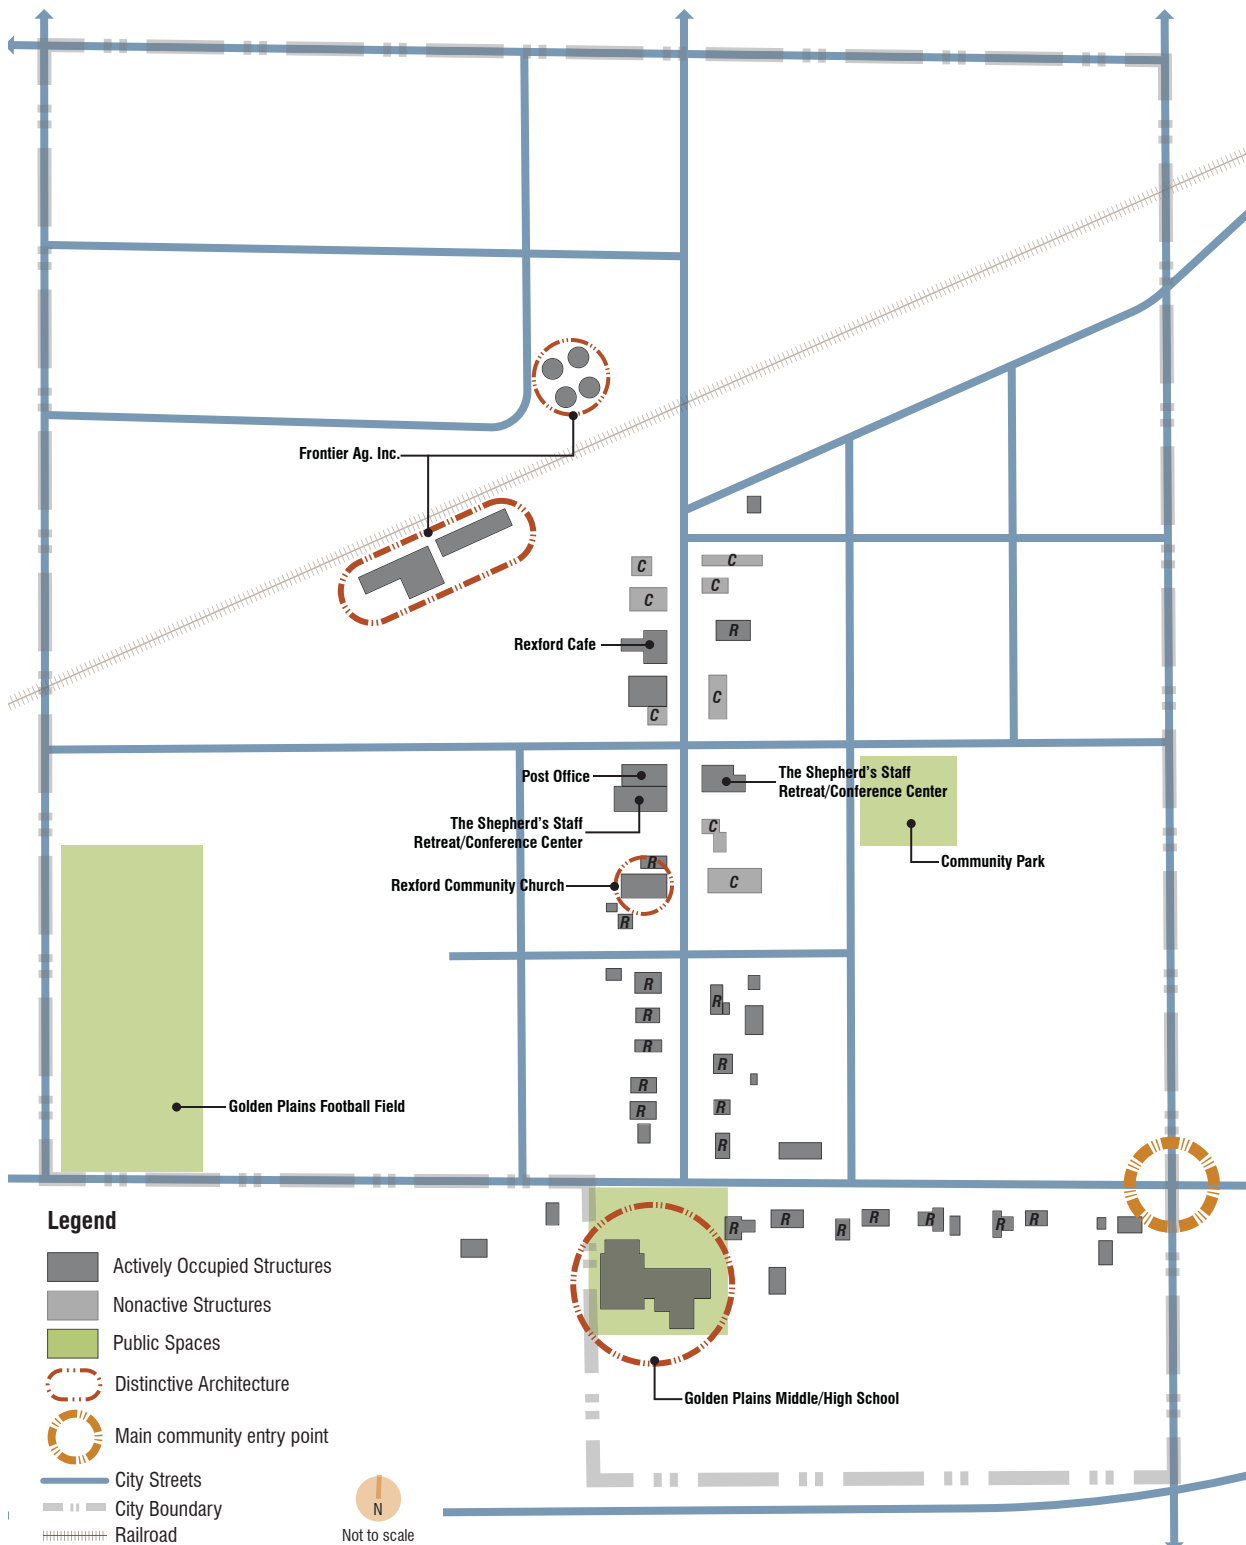 Frontier Ag. Inc.
C
C
C
C
Rexford Cafe
R
C
C
Post Office
The Shepherd's Staff
Retreat/Conference Center
The Shepherd's Staff
Retreat/Conference Center
C
Community Park
R
Rexford Community Church
C
R
R
R
R
R
R
R
Golden Plains Football Field
R
R
R
R
R
R
R
R
R
R
Legend
Actively Occupied Structures
Nonactive Structures
Public Spaces
Distinctive Architecture
Golden Plains Middle/High School
Main community entry point
City Streets
City Boundary
N
Railroad
Not to scale